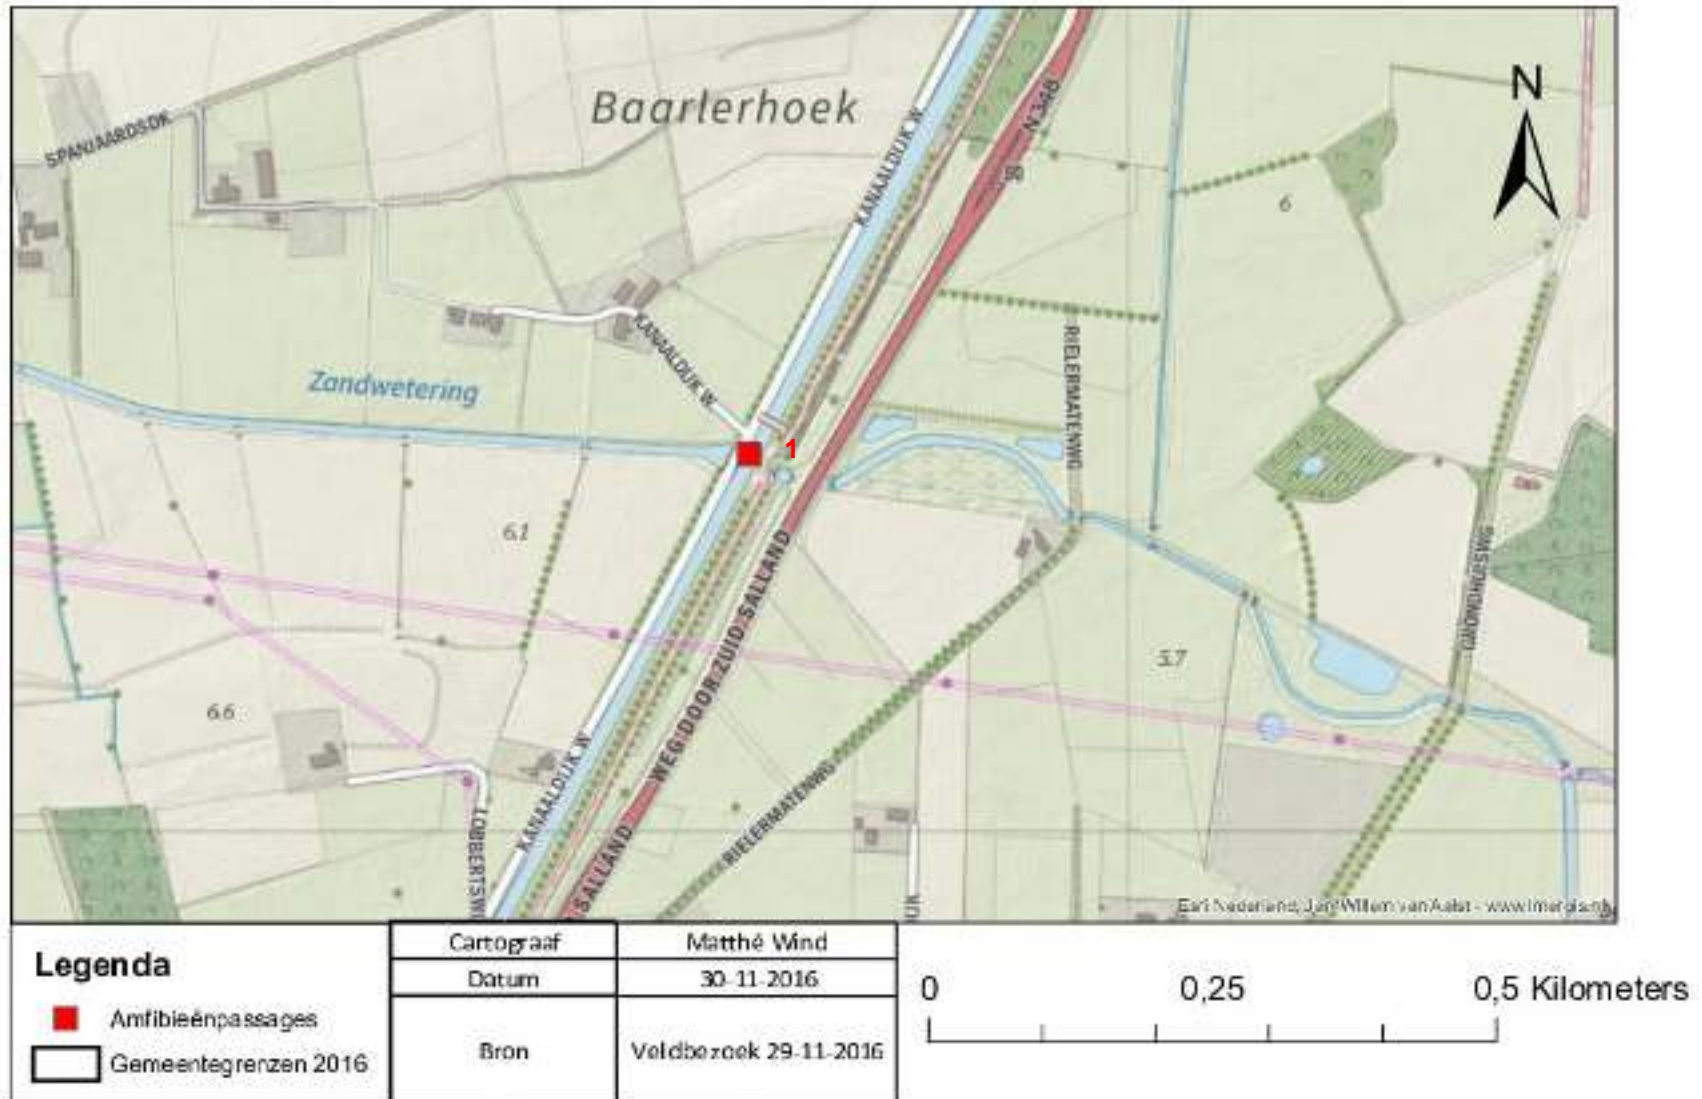 Baarlerhoek
N
SPANJAARDSDK
KANAALDIJK W
N348
6
Zandwetering
KANAALDIJK W
RIELERMATENWG
1
6.1
WEG DOOR ZUID SALLAND
GRONDHUISWG
5.7
6.6
KANAALDIJK W
RIELERMATENWG
LOBBERTSW
SALLAND
Esri Nederland, Jan-Willem van Aalst - www.imergis.nl
Legenda
Amfibieënpassages
Gemeentegrenzen 2016
Cartograaf Matthé Wind
Datum 30-11-2016
Bron Veldbezoek 29-11-2016
0 0,25 0,5 Kilometers